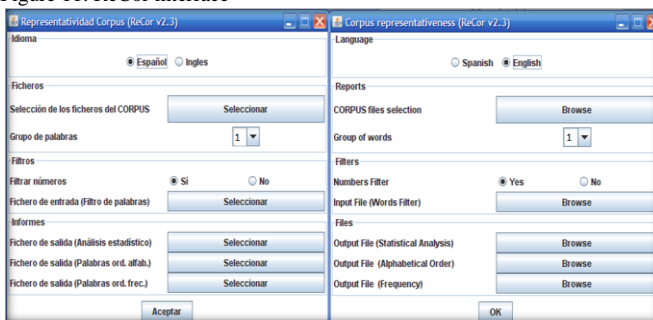 Representatividad Corpus (ReCor v2.3)
Idioma
Español Ingles
Ficheros
Selección de los ficheros del CORPUS Seleccionar
Grupo de palabras 1
Filtros
Filtrar números Sí No
Fichero de entrada (Filtro de palabras) Seleccionar
Informes
Fichero de salida (Análisis estadístico) Seleccionar
Fichero de salida (Palabras ord. alfab.) Seleccionar
Fichero de salida (Palabras ord. frec.) Seleccionar
Aceptar
Corpus representativeness (ReCor v2.3)
Language
Spanish English
Reports
CORPUS files selection Browse
Group of words 1
Filters
Numbers Filter Yes No
Input File (Words Filter) Browse
Files
Output File (Statistical Analysis) Browse
Output File (Alphabetical Order) Browse
Output File (Frequency) Browse
OK